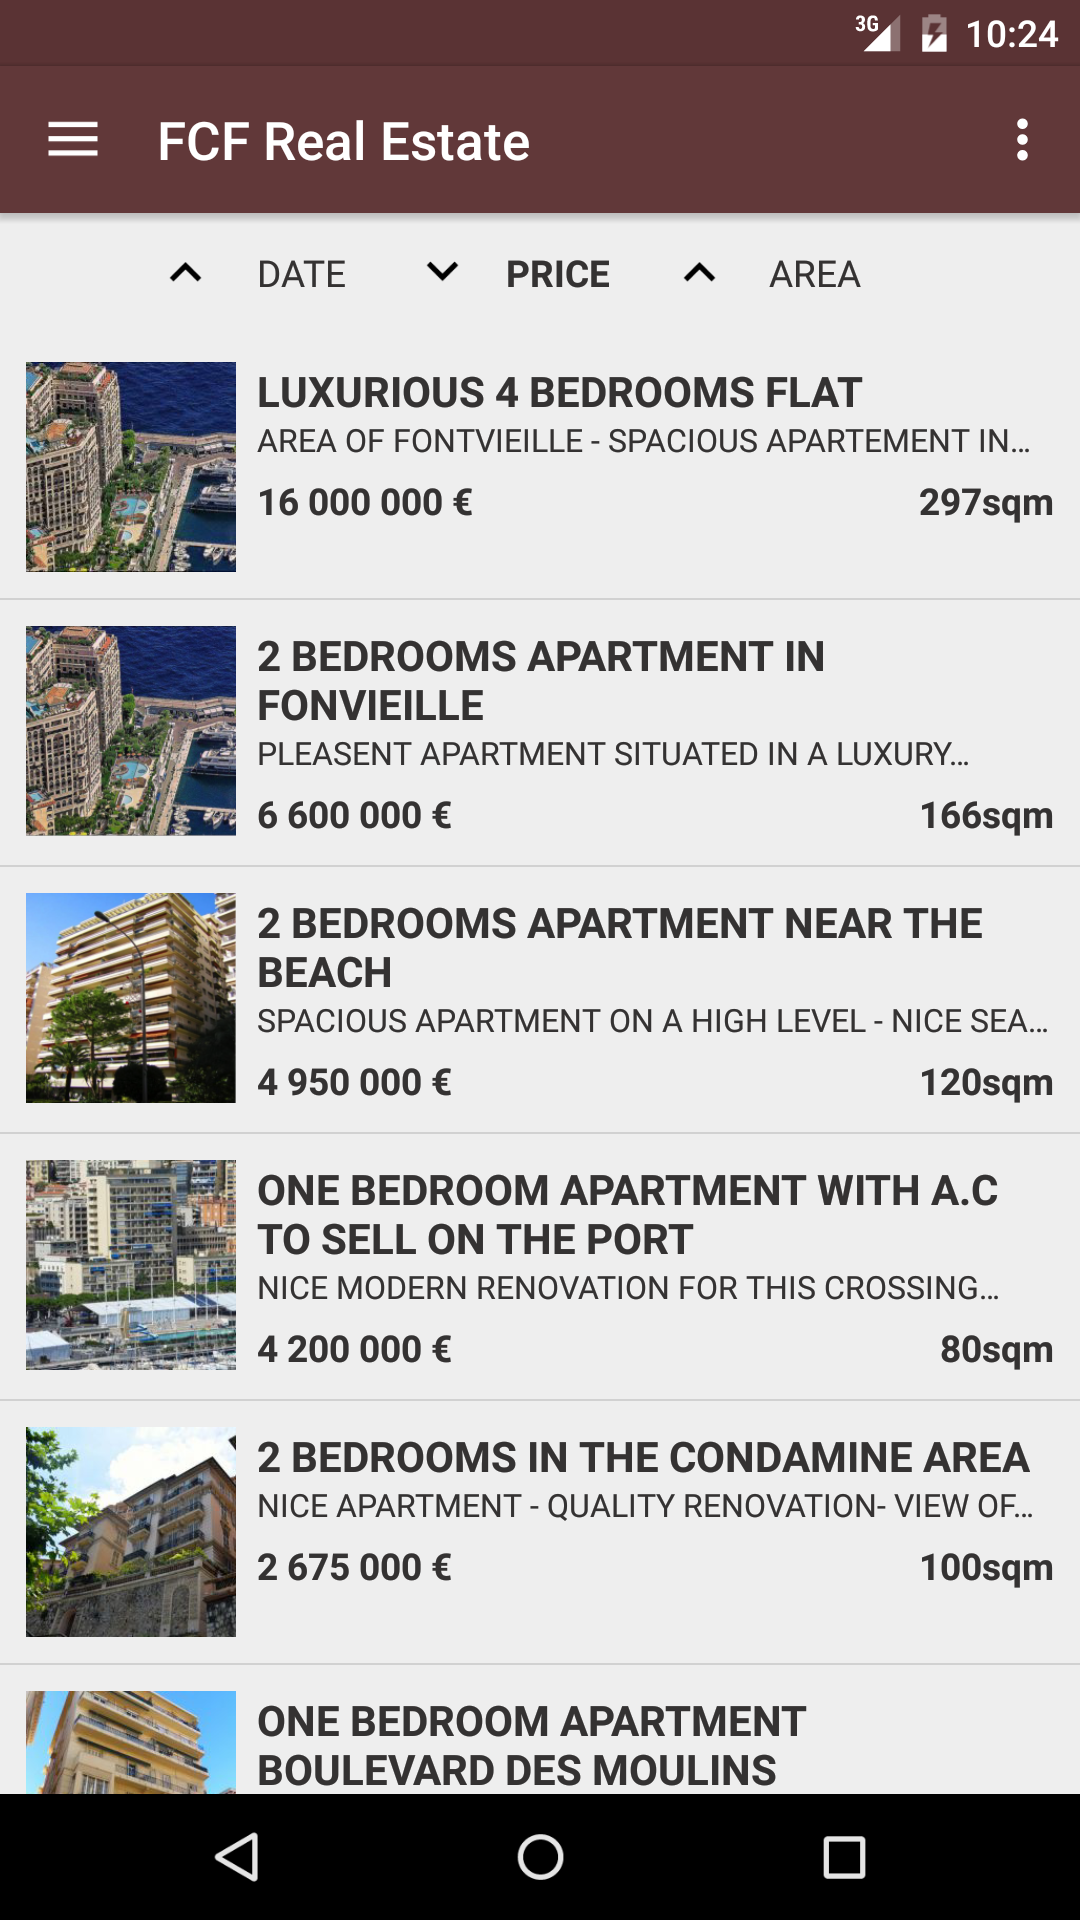 3G 10:24
FCF Real Estate
DATE PRICE AREA
LUXURIOUS 4 BEDROOMS FLAT
AREA OF FONTVIEILLE - SPACIOUS APARTEMENT IN…
16 000 000 € 297sqm
2 BEDROOMS APARTMENT IN
FONVIEILLE
PLEASENT APARTMENT SITUATED IN A LUXURY…
6 600 000 € 166sqm
2 BEDROOMS APARTMENT NEAR THE
BEACH
SPACIOUS APARTMENT ON A HIGH LEVEL - NICE SEA…
4 950 000 € 120sqm
ONE BEDROOM APARTMENT WITH A.C
TO SELL ON THE PORT
NICE MODERN RENOVATION FOR THIS CROSSING…
4 200 000 € 80sqm
2 BEDROOMS IN THE CONDAMINE AREA
NICE APARTMENT - QUALITY RENOVATION- VIEW OF…
2 675 000 € 100sqm
ONE BEDROOM APARTMENT
BOULEVARD DES MOULINS